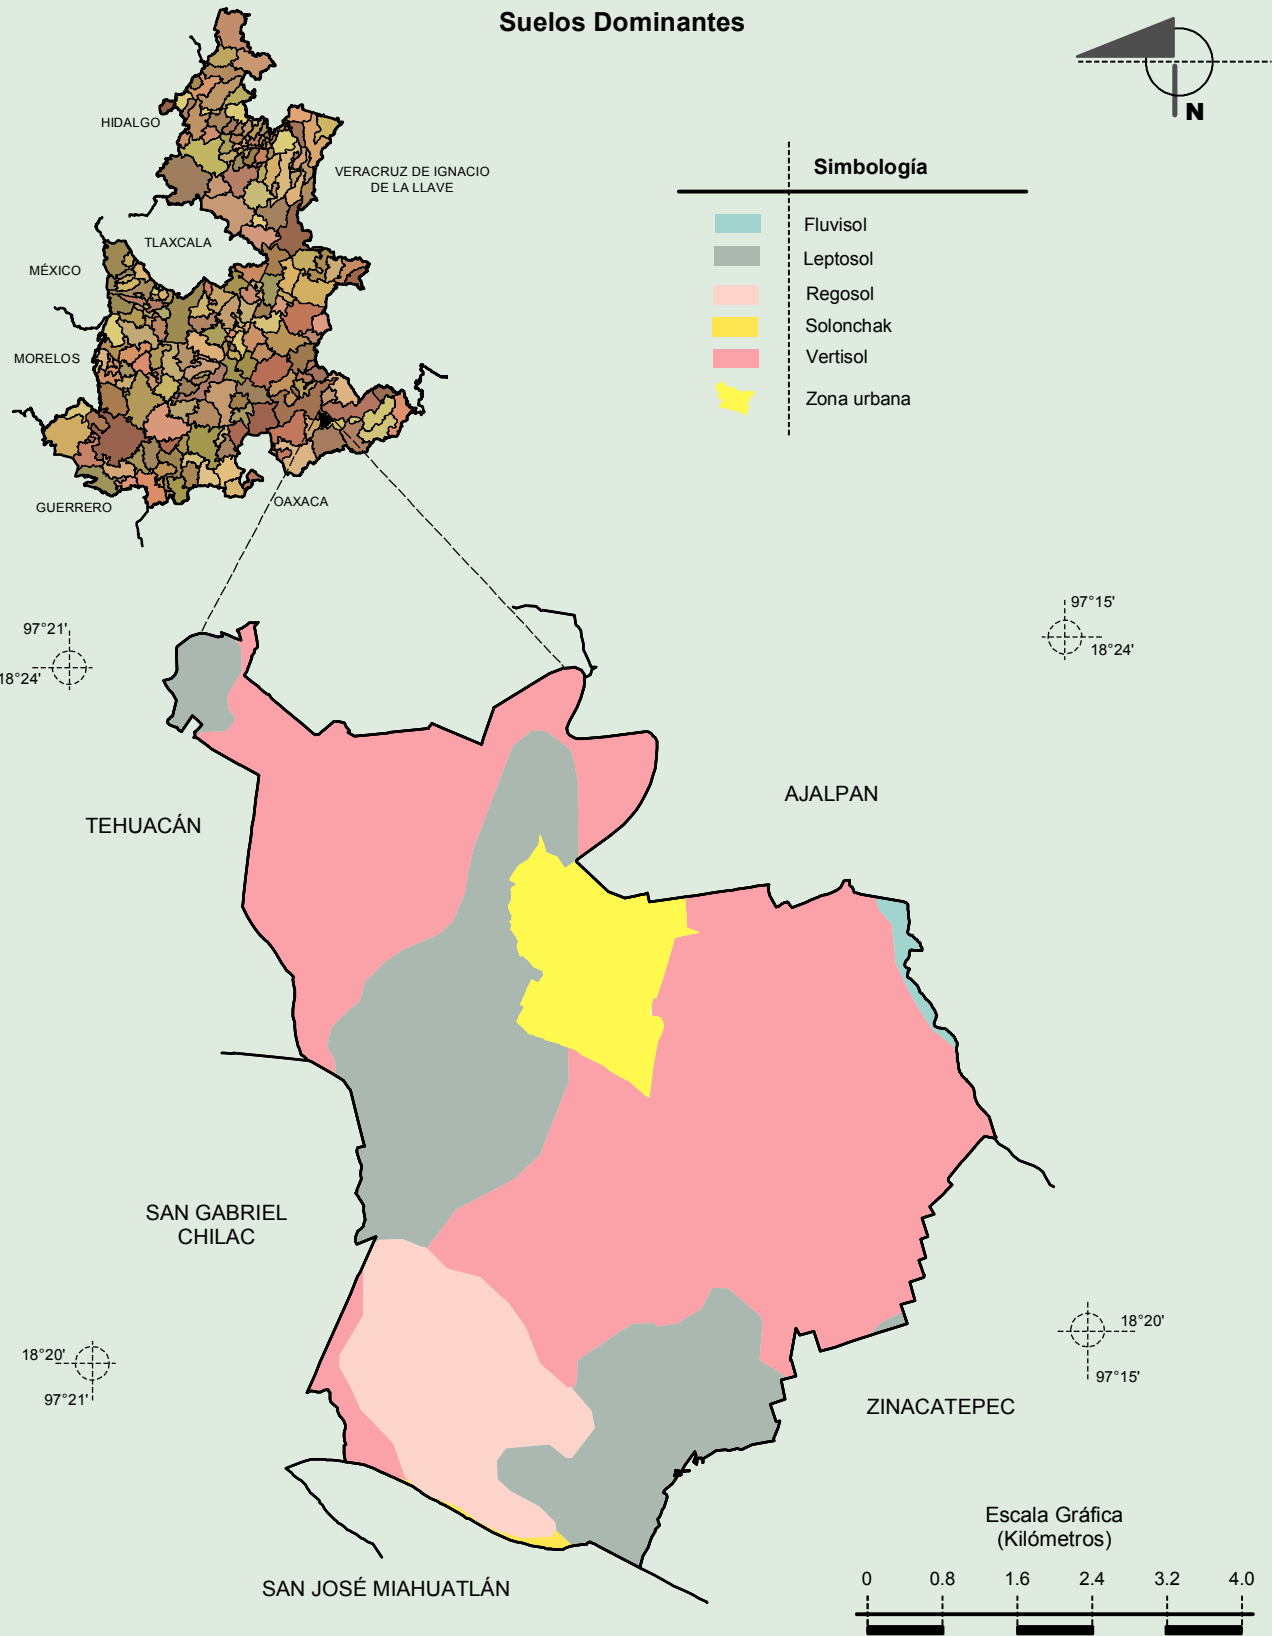 Suelos Dominantes
N
HIDALGO
VERACRUZ DE IGNACIO
DE LA LLAVE
TLAXCALA
MÉXICO
MORELOS
GUERRERO
OAXACA
Simbología
Fluvisol
Leptosol
Regosol
Solonchak
Vertisol
Zona urbana
97°21'
18°24'
97°15'
18°24'
TEHUACÁN
AJALPAN
SAN GABRIEL
CHILAC
18°20'
97°21'
18°20'
97°15'
ZINACATEPEC
SAN JOSÉ MIAHUATLÁN
Escala Gráfica
(Kilómetros)
0 0.8 1.6 2.4 3.2 4.0